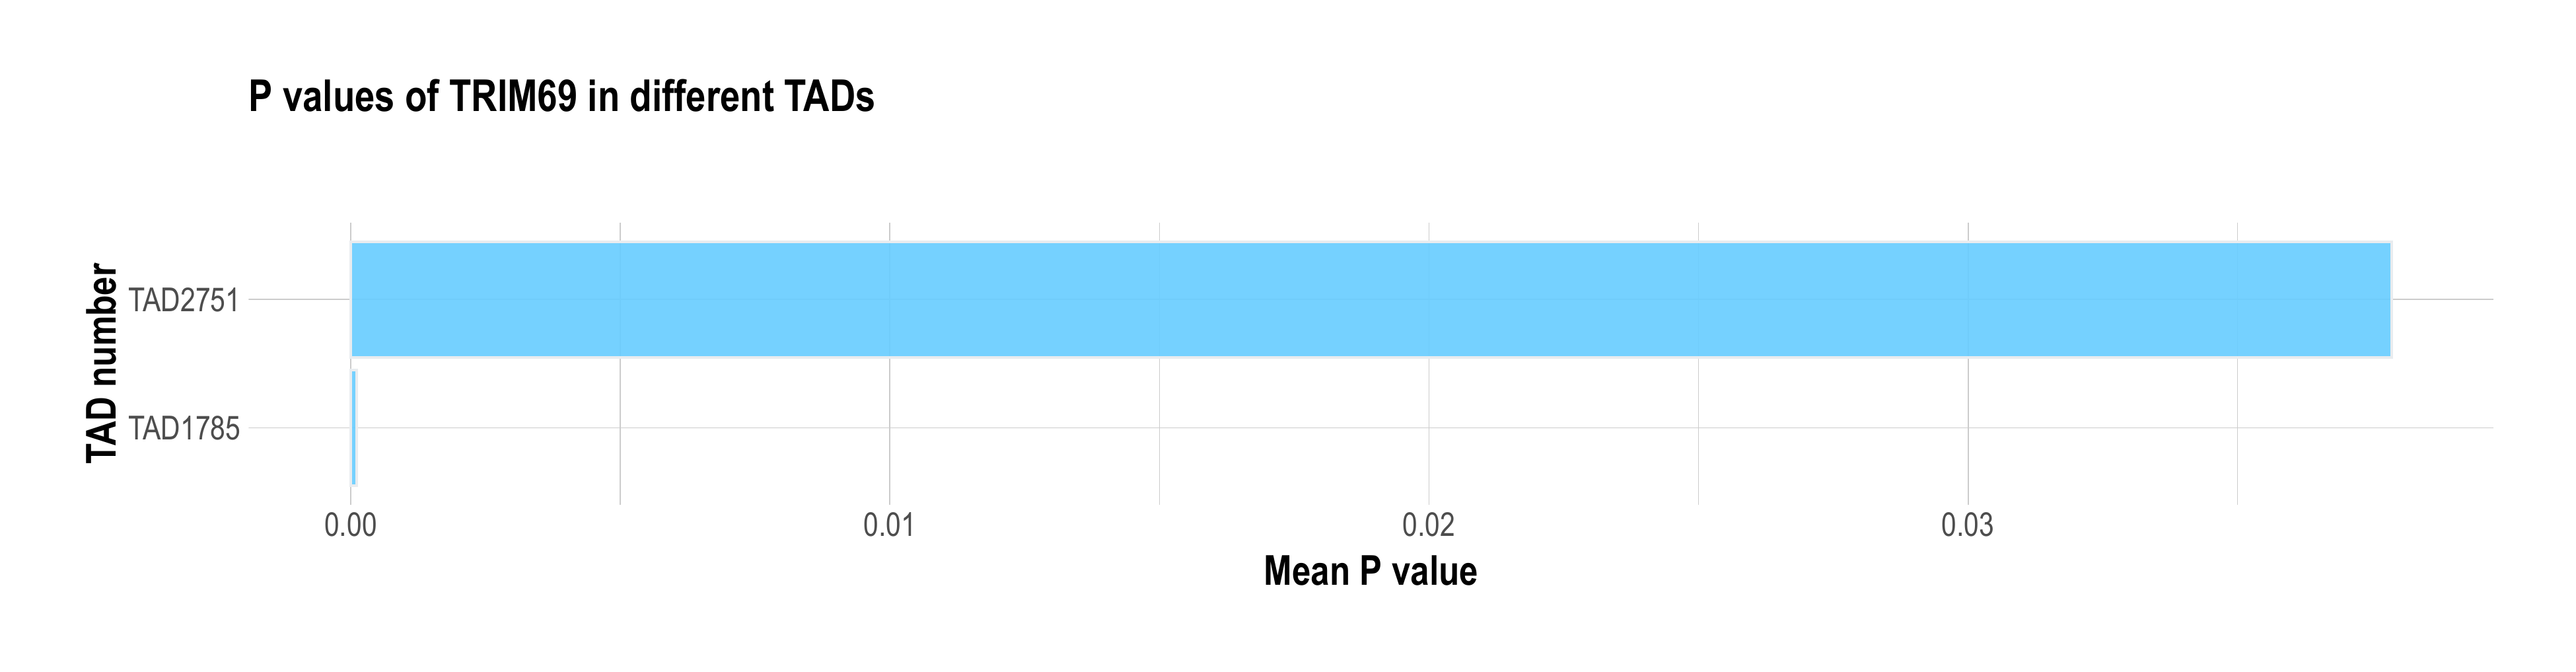 P values of TRIM69 in different TADs
TAD number
TAD2751
TAD1785
0.00 0.01 0.02 0.03
Mean P value